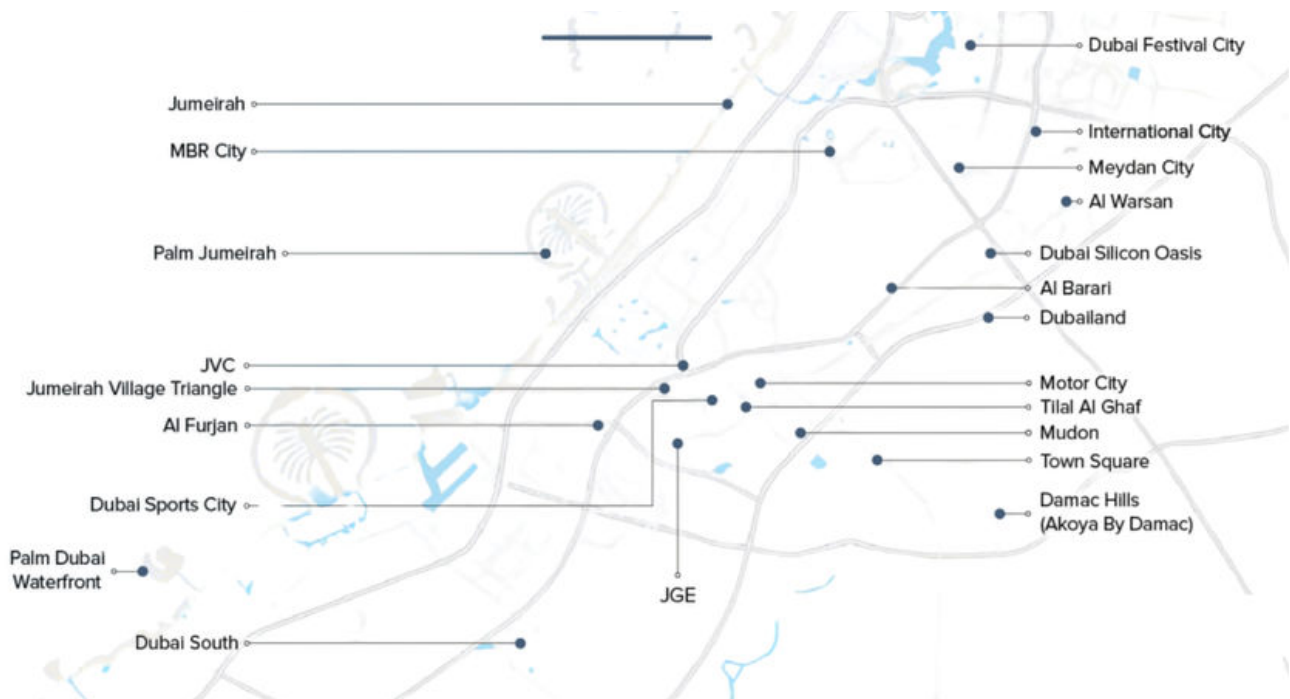 Dubai Festival City
Jumeirah
International City
MBR City
Meydan City
Al Warsan
Palm Jumeirah
Dubai Silicon Oasis
Al Barari
Dubailand
JVC
Jumeirah Village Triangle
Motor City
Tilal Al Ghaf
Al Furjan
Mudon
Town Square
Dubai Sports City
Damac Hills
(Akoya By Damac)
Palm Dubai
Waterfront
JGE
Dubai South